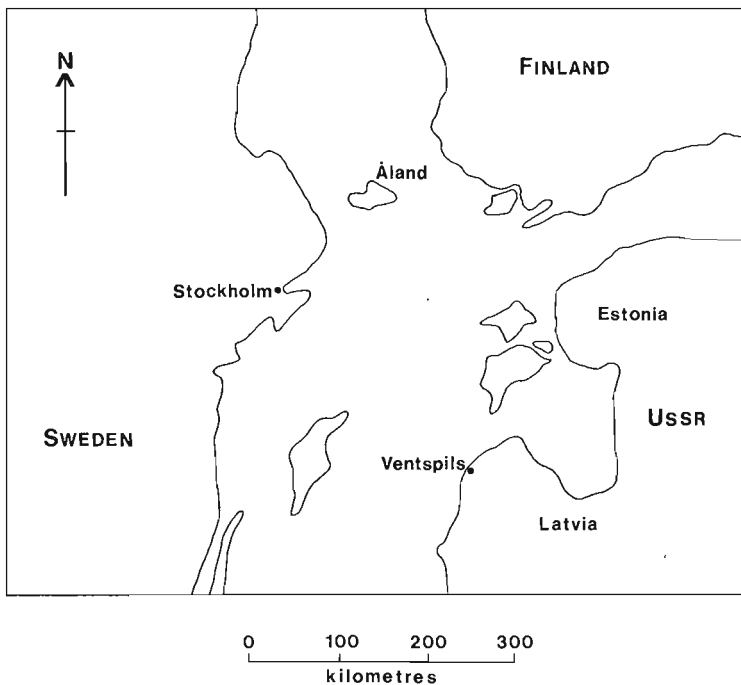 N
FINLAND
Åland
Stockholm
Estonia
SWEDEN
USSR
Ventspils
Latvia
0 100 200 300
kilometres